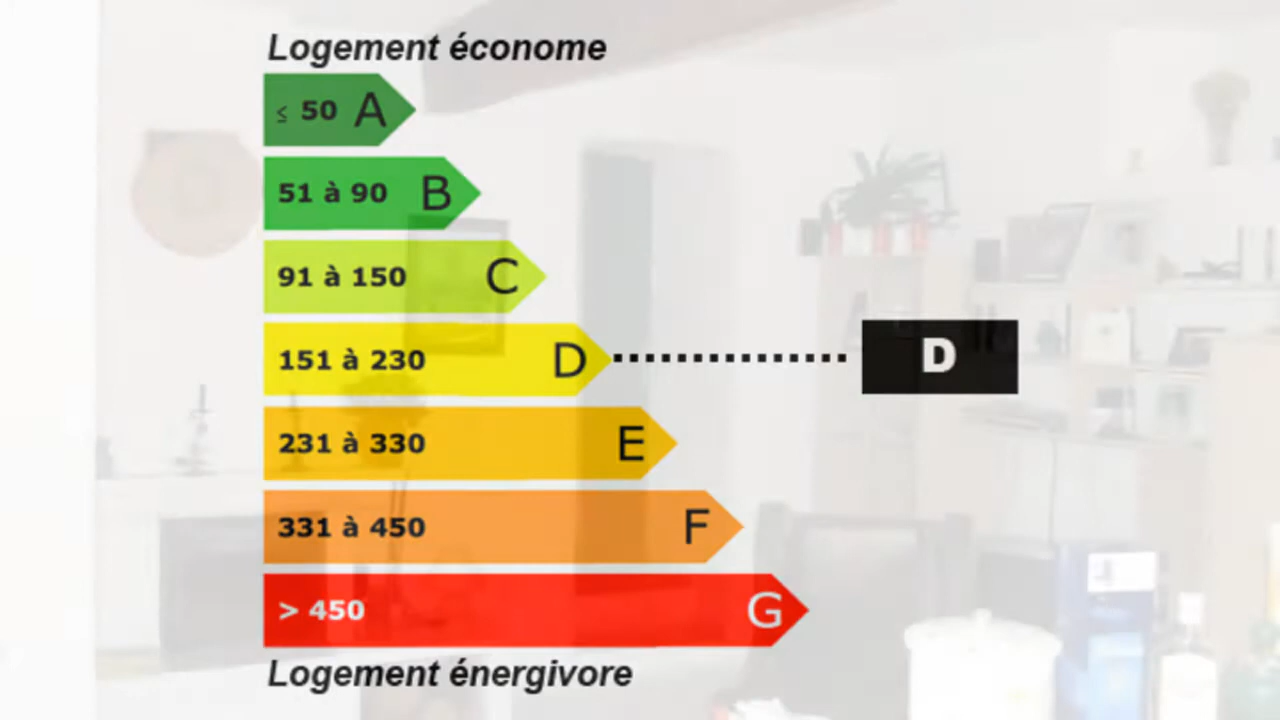 Logement économe
≤ 50 A
51 à 90 B
91 à 150 C
151 à 230 D
D
231 à 330 E
331 à 450 F
> 450 G
Logement énergivore